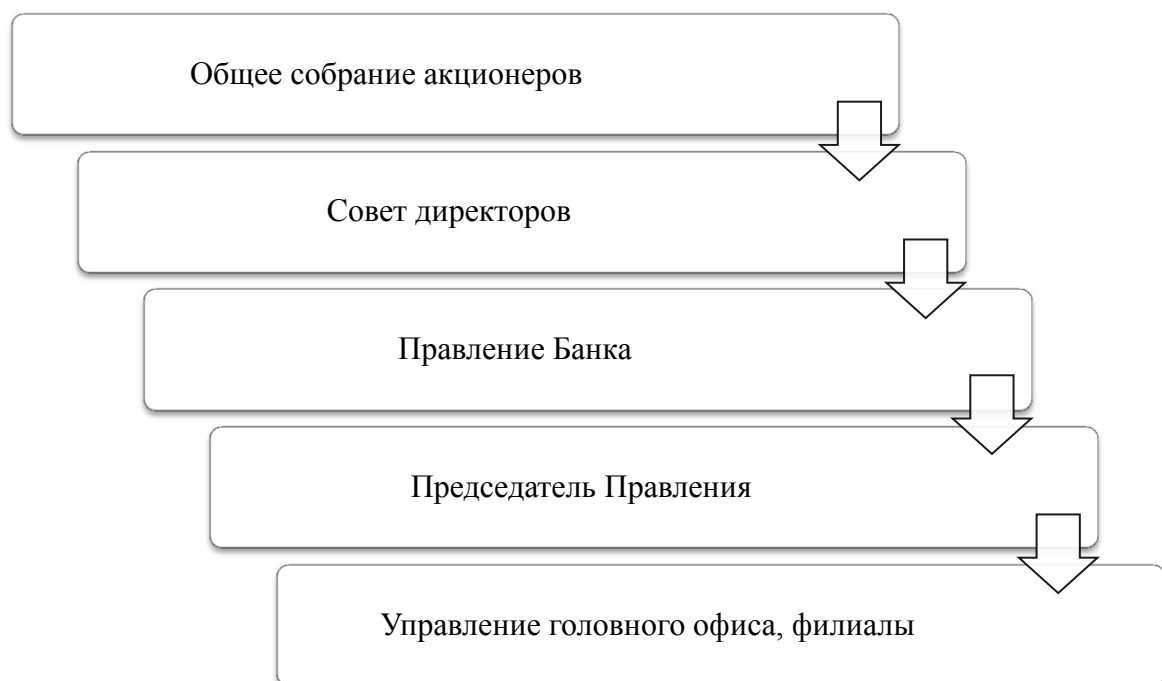 Общее собрание акционеров
Совет директоров
Правление Банка
Председатель Правления
Управление головного офиса, филиалы